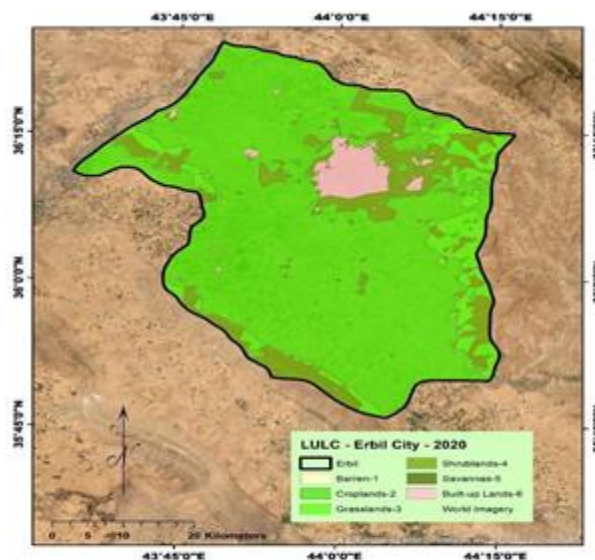 43°45'0"E 44°0'0"E 44°15'0"E
36°15'0"N
36°0'0"N
35°45'0"N
LULC - Erbil City - 2020
Erbil
Barren-1
Croplands-2
Grasslands-3
Shrublands-4
Savannas-5
Built-up Lands-6
World Imagery
N
0 5 10 20 Kilometers
43°45'0"E 44°0'0"E 44°15'0"E